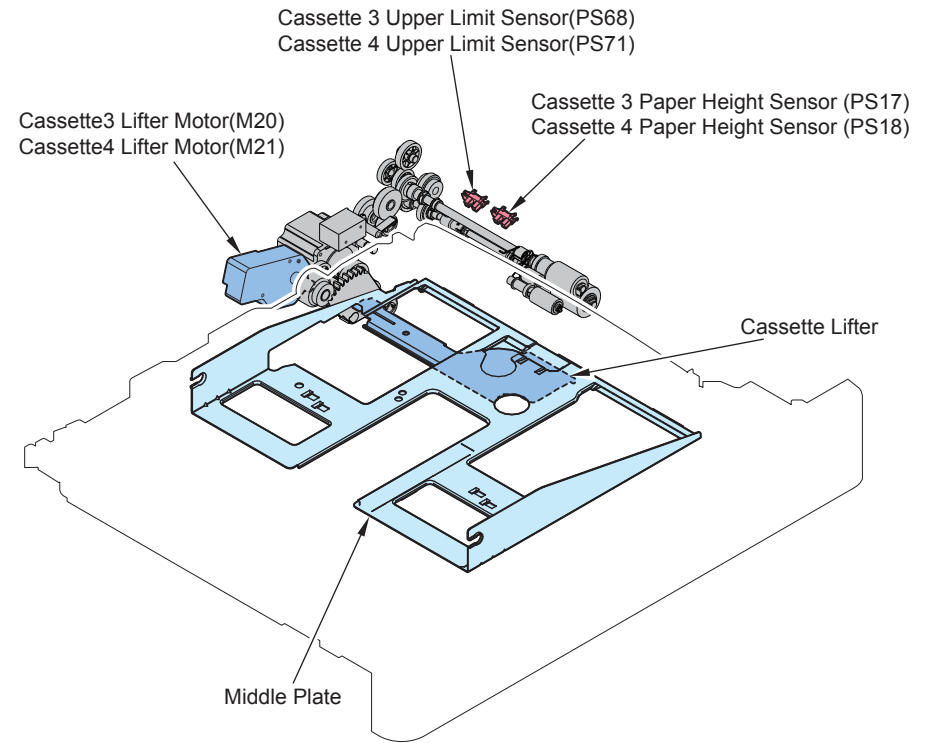 Cassette 3 Upper Limit Sensor(PS68)
Cassette 4 Upper Limit Sensor(PS71)
Cassette 3 Paper Height Sensor (PS17)
Cassette 4 Paper Height Sensor (PS18)
Cassette3 Lifter Motor(M20)
Cassette4 Lifter Motor(M21)
Cassette Lifter
Middle Plate